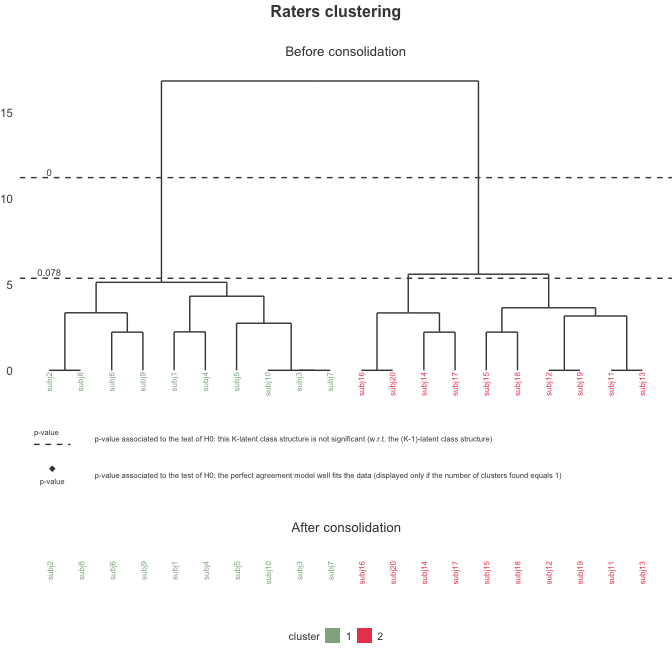 Raters clustering
Before consolidation
15
0
10
0.078
5
0
subj2 subj8 subj6 subj9 subj1 subj4 subj5 subj10 subj3 subj7 subj16 subj20 subj14 subj17 subj15 subj18 subj12 subj19 subj11 subj13
p-value
p-value associated to the test of H0: this K-latent class structure is not significant (w.r.t. the (K-1)-latent class structure)
p-value associated to the test of H0: the perfect agreement model well fits the data (displayed only if the number of clusters found equals 1)
p-value
After consolidation
subj2 subj8 subj6 subj9 subj1 subj4 subj5 subj10 subj3 subj7 subj16 subj20 subj14 subj17 subj15 subj18 subj12 subj19 subj11 subj13
cluster 1 2